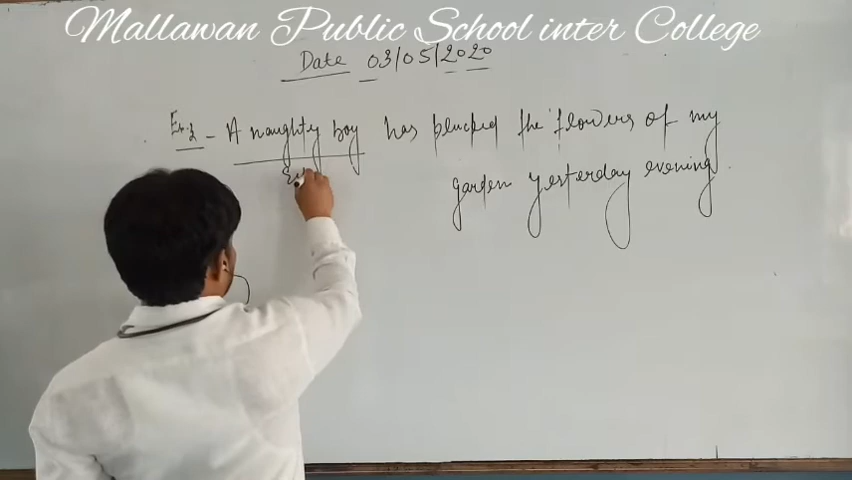 Mallawan Public School inter College
Date 03/05/2020
Ex.2 - A naughty boy has plucked the flowers of my
garden yesterday evening.